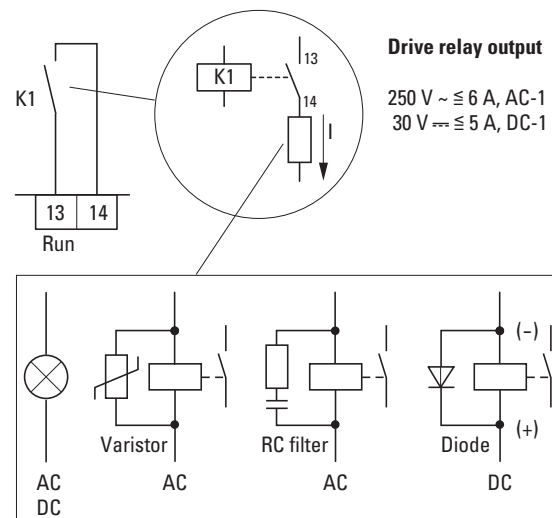 Drive relay output
K1
13
K1
14
I
250 V ~ ≦ 6 A, AC-1
30 V ⎓ ≦ 5 A, DC-1
13 14
Run
(–)
(+)
Varistor
RC filter
Diode
AC
DC
AC
AC
DC